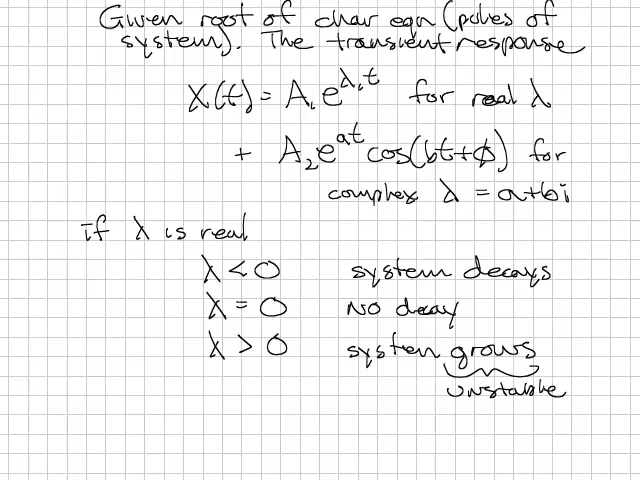 Given root of char eqn (poles of
system). The transient response
X(t) = A₁e^λ₁t for real λ
+ A₂e^at cos(bt+ϕ) for
complex λ = a+bi
if λ is real
λ < 0 system decays
λ = 0 No decay
λ > 0 system grows
unstable